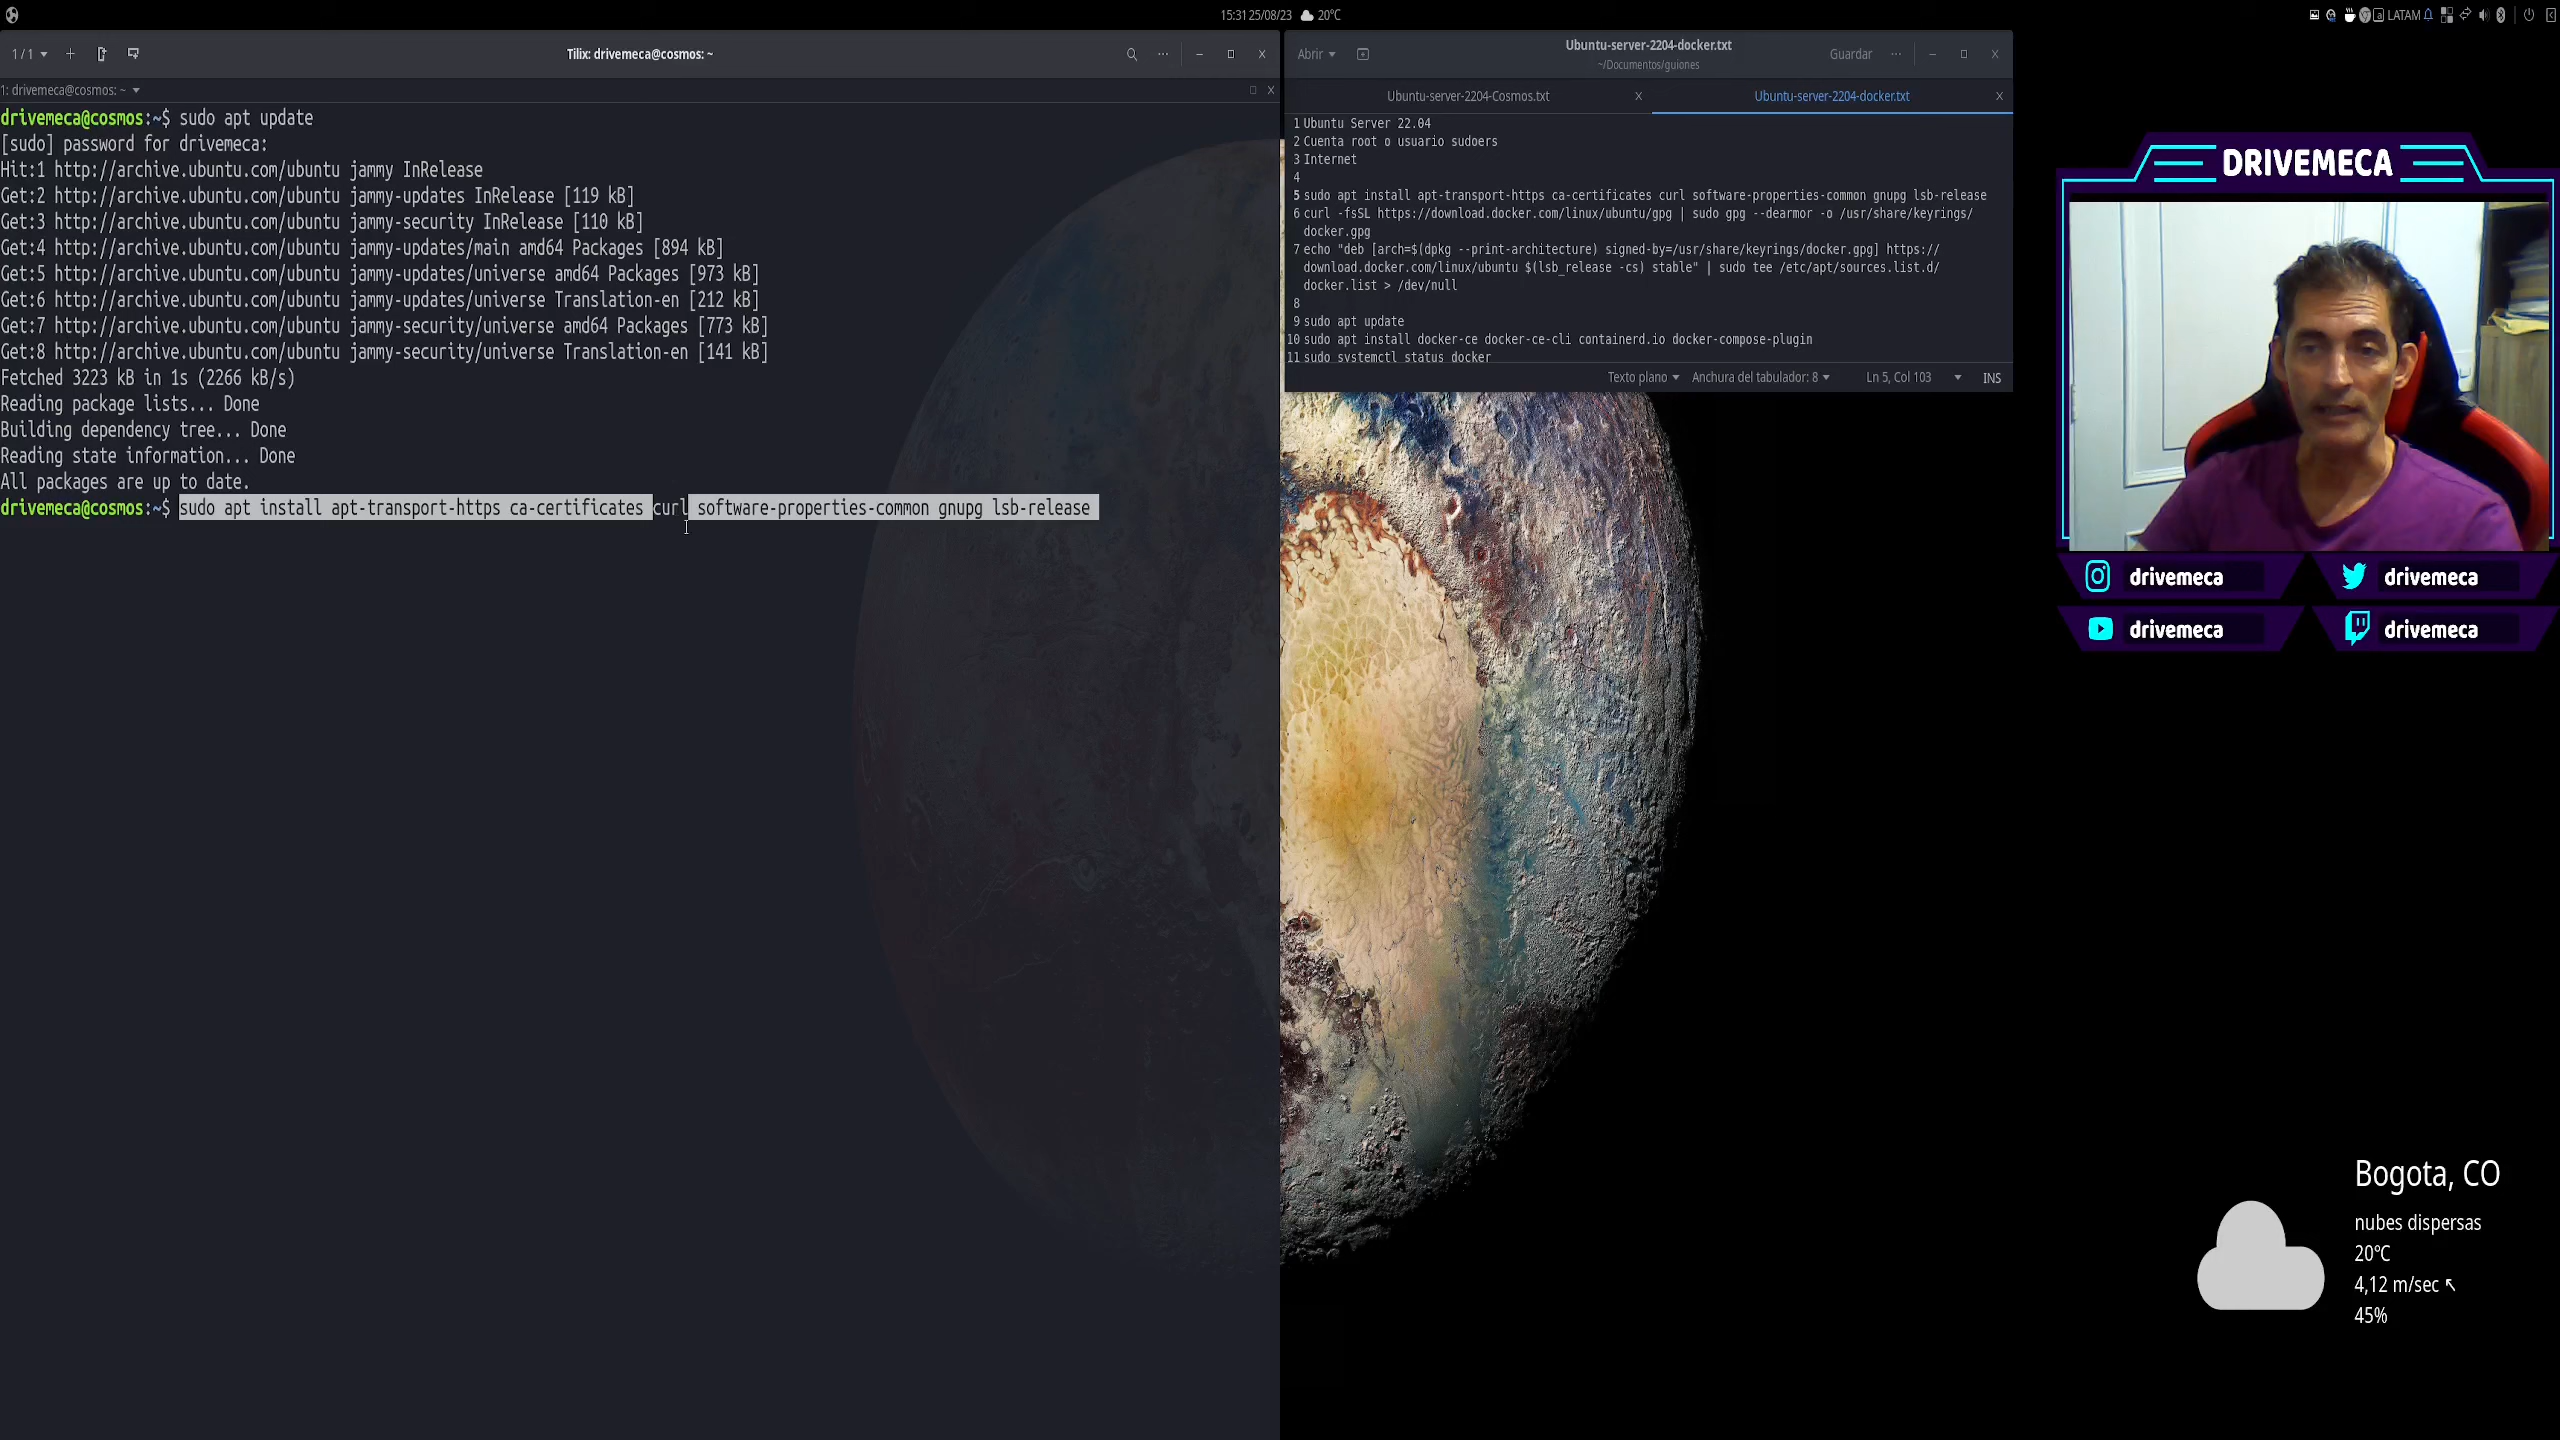 15:31 25/08/23 20°C
LATAM
1 / 1
Tilix: drivemeca@cosmos: ~
1: drivemeca@cosmos: ~
drivemeca@cosmos:~$ sudo apt update
[sudo] password for drivemeca:
Hit:1 http://archive.ubuntu.com/ubuntu jammy InRelease
Get:2 http://archive.ubuntu.com/ubuntu jammy-updates InRelease [119 kB]
Get:3 http://archive.ubuntu.com/ubuntu jammy-security InRelease [110 kB]
Get:4 http://archive.ubuntu.com/ubuntu jammy-updates/main amd64 Packages [894 kB]
Get:5 http://archive.ubuntu.com/ubuntu jammy-updates/universe amd64 Packages [973 kB]
Get:6 http://archive.ubuntu.com/ubuntu jammy-updates/universe Translation-en [212 kB]
Get:7 http://archive.ubuntu.com/ubuntu jammy-security/universe amd64 Packages [773 kB]
Get:8 http://archive.ubuntu.com/ubuntu jammy-security/universe Translation-en [141 kB]
Fetched 3223 kB in 1s (2266 kB/s)
Reading package lists... Done
Building dependency tree... Done
Reading state information... Done
All packages are up to date.
drivemeca@cosmos:~$ sudo apt install apt-transport-https ca-certificates curl software-properties-common gnupg lsb-release
Abrir
Ubuntu-server-2204-docker.txt
~/Documentos/guiones
Guardar
Ubuntu-server-2204-Cosmos.txt
Ubuntu-server-2204-docker.txt
1 Ubuntu Server 22.04
2 Cuenta root o usuario sudoers
3 Internet
4
5 sudo apt install apt-transport-https ca-certificates curl software-properties-common gnupg lsb-release
6 curl -fsSL https://download.docker.com/linux/ubuntu/gpg | sudo gpg --dearmor -o /usr/share/keyrings/
docker.gpg
7 echo "deb [arch=$(dpkg --print-architecture) signed-by=/usr/share/keyrings/docker.gpg] https://
download.docker.com/linux/ubuntu $(lsb_release -cs) stable" | sudo tee /etc/apt/sources.list.d/
docker.list > /dev/null
8
9 sudo apt update
10 sudo apt install docker-ce docker-ce-cli containerd.io docker-compose-plugin
11 sudo systemctl status docker
Texto plano
Anchura del tabulador: 8
Ln 5, Col 103
INS
DRIVEMECA
drivemeca
drivemeca
drivemeca
drivemeca
Bogota, CO
nubes dispersas
20°C
4,12 m/sec ↖
45%